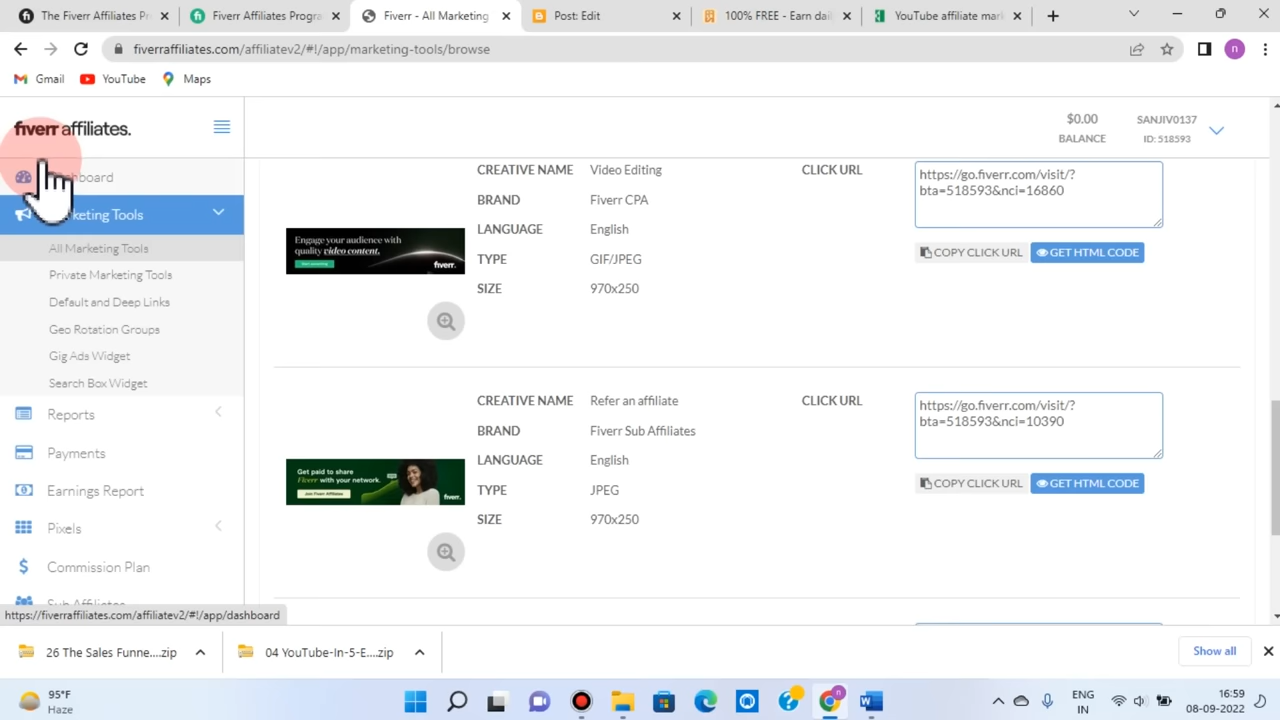 The Fiverr Affiliates P
Fiverr Affiliates Progra
Fiverr - All Marketing
Post: Edit
100% FREE - Earn dail
YouTube affiliate mark
fiverraffiliates.com/affiliatev2/#!/app/marketing-tools/browse
n
Gmail
YouTube
Maps
fiverr affiliates.
$0.00
BALANCE
SANJIV0137
ID: 518593
Marketing Tools
All Marketing Tools
Private Marketing Tools
Default and Deep Links
Geo Rotation Groups
Gig Ads Widget
Search Box Widget
Reports
Payments
Earnings Report
Pixels
Commission Plan
Sub Affiliates
CREATIVE NAME Video Editing
BRAND Fiverr CPA
LANGUAGE English
TYPE GIF/JPEG
SIZE 970x250
Engage your audience with
quality video content.
fiverr.
CLICK URL
https://go.fiverr.com/visit/?
bta=518593&nci=16860
COPY CLICK URL
GET HTML CODE
CREATIVE NAME Refer an affiliate
BRAND Fiverr Sub Affiliates
LANGUAGE English
TYPE JPEG
SIZE 970x250
Get paid to share
Fiverr with your network.
Join Fiverr Affiliates
fiverr.
CLICK URL
https://go.fiverr.com/visit/?
bta=518593&nci=10390
COPY CLICK URL
GET HTML CODE
https://fiverraffiliates.com/affiliatev2/#!/app/dashboard
26 The Sales Funne....zip
04 YouTube-In-5-E....zip
Show all
95°F
Haze
n
ENG
IN
16:59
08-09-2022